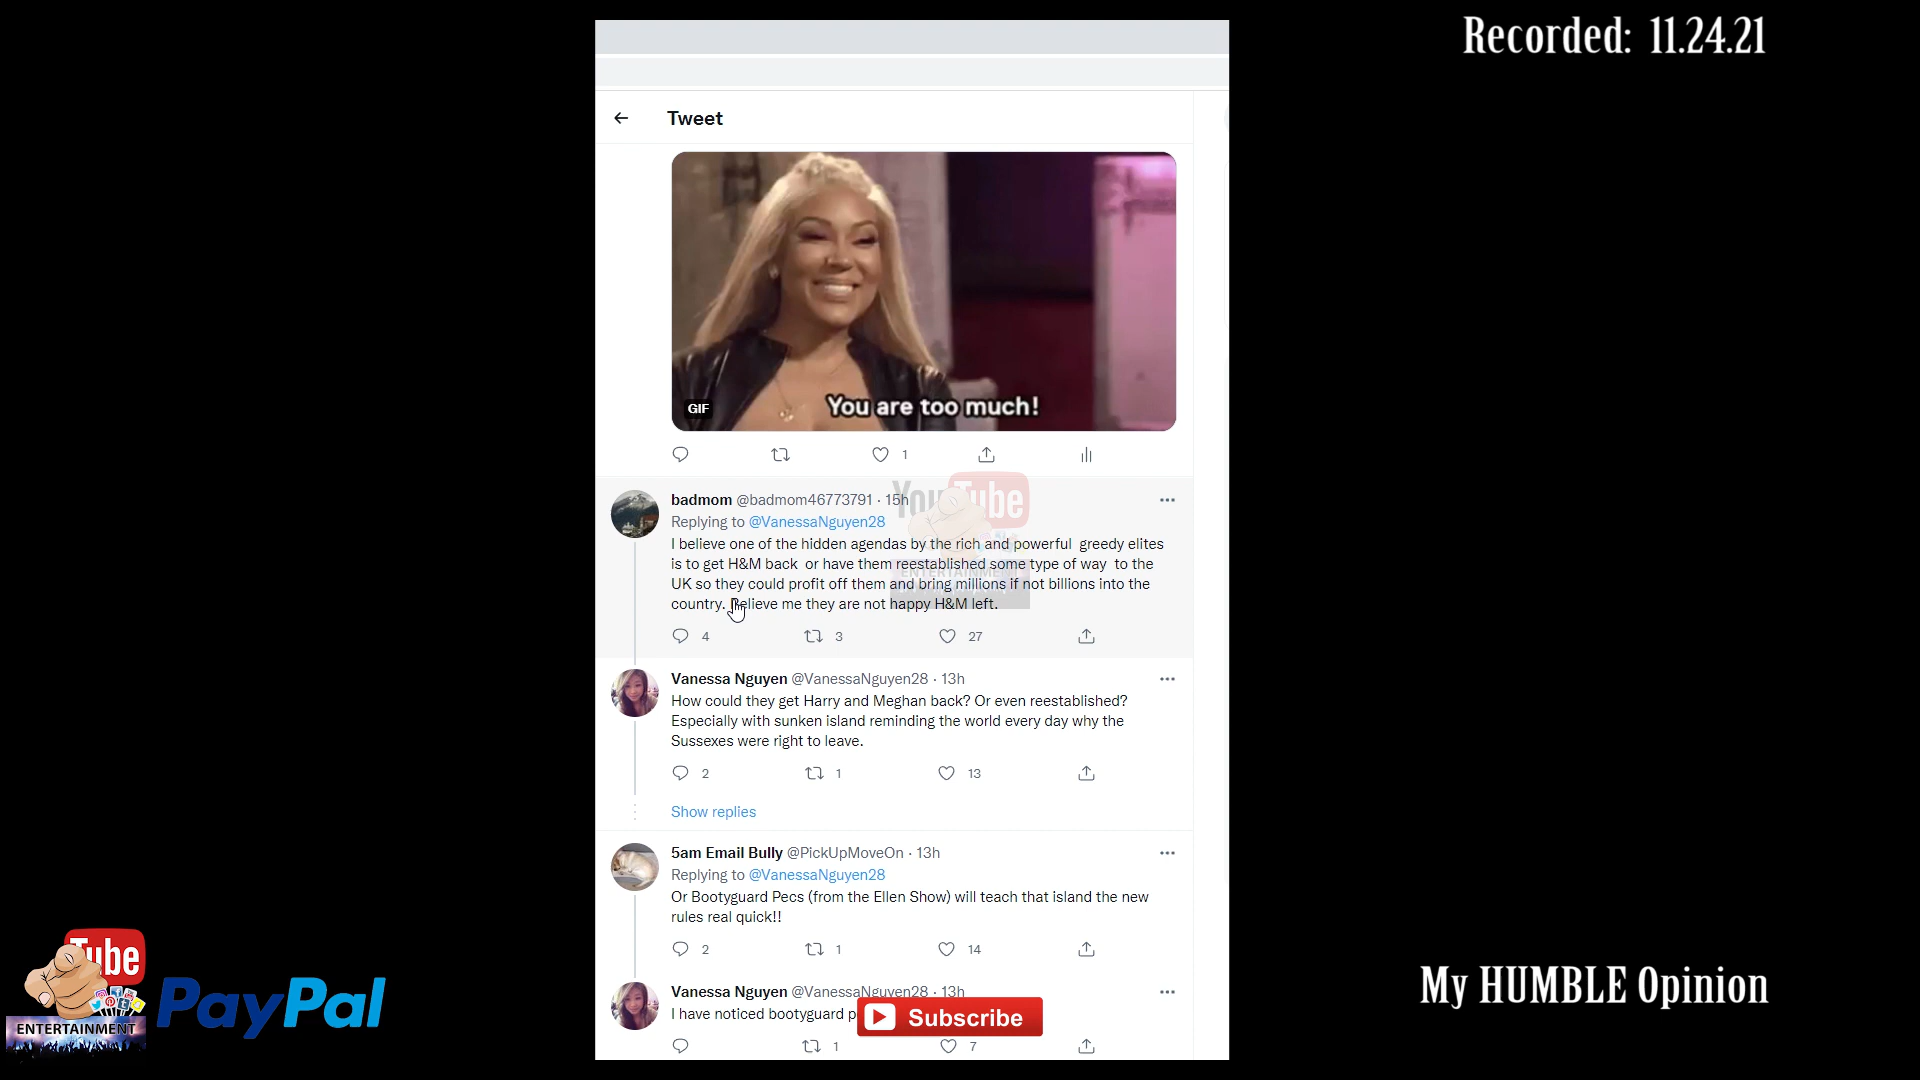 Recorded: 11.24.21
Tweet
You are too much!
GIF
1
badmom @badmom46773791 · 15h
Replying to @VanessaNguyen28
I believe one of the hidden agendas by the rich and powerful greedy elites
is to get H&M back or have them reestablished some type of way to the
UK so they could profit off them and bring millions if not billions into the
country. Believe me they are not happy H&M left.
4 3 27
YouTube
ENTERTAINMENT
Vanessa Nguyen @VanessaNguyen28 · 13h
How could they get Harry and Meghan back? Or even reestablished?
Especially with sunken island reminding the world every day why the
Sussexes were right to leave.
2 1 13
Show replies
5am Email Bully @PickUpMoveOn · 13h
Replying to @VanessaNguyen28
Or Bootyguard Pecs (from the Ellen Show) will teach that island the new
rules real quick!!
2 1 14
Vanessa Nguyen @VanessaNguyen28 · 13h
I have noticed bootyguard
1 7
Subscribe
Tube
ENTERTAINMENT
PayPal
My HUMBLE Opinion